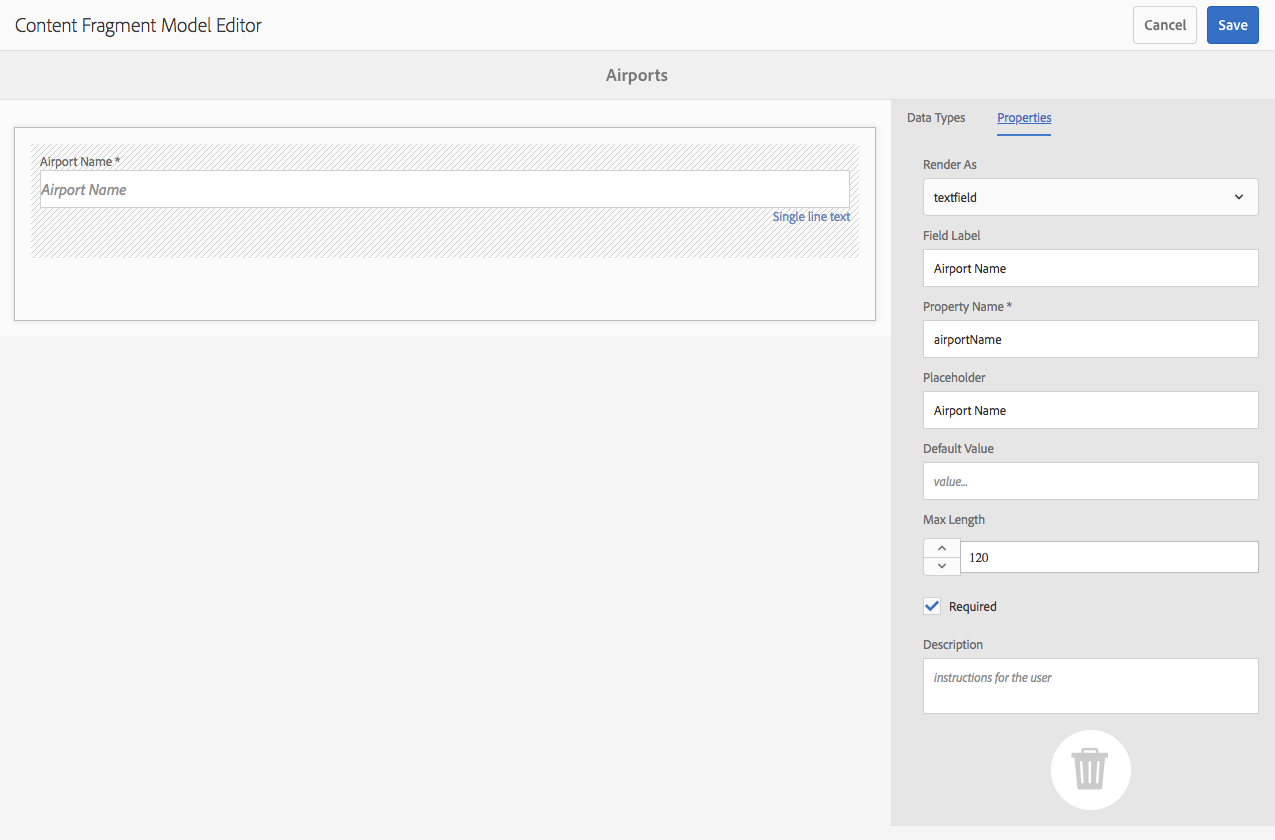 Content Fragment Model Editor
Cancel
Save
Airports
Airport Name *
Airport Name
Single line text
Data Types
Properties
Render As
textfield
Field Label
Airport Name
Property Name *
airportName
Placeholder
Airport Name
Default Value
value...
Max Length
120
Required
Description
instructions for the user